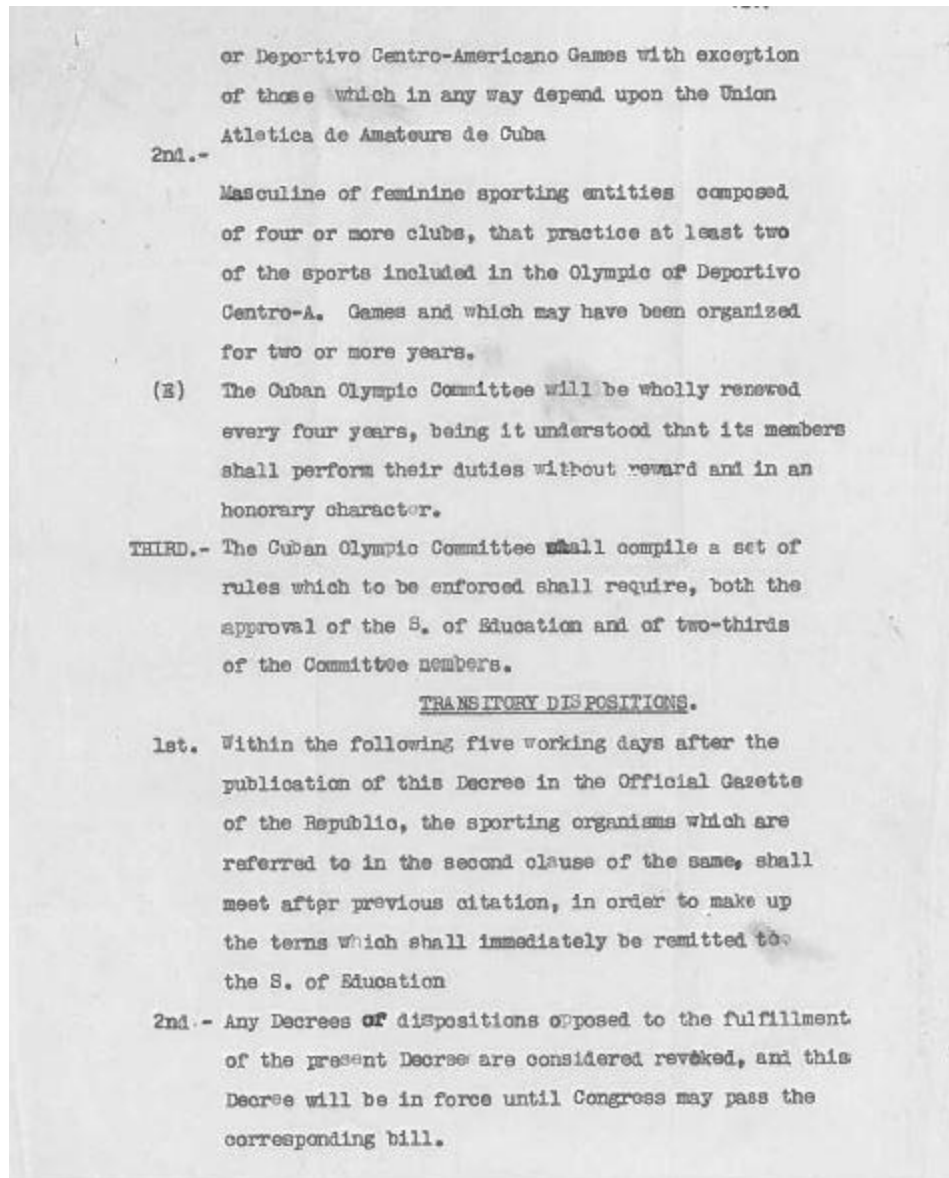 or Deportivo Centro-Americano Games with exception
of those which in any way depend upon the Union
Atletica de Amateurs de Cuba
2nd.-
Masculine of feminine sporting entities composed
of four or more clubs, that practice at least two
of the sports included in the Olympic of Deportivo
Centro-A. Games and which may have been organized
for two or more years.
(E) The Cuban Olympic Committee will be wholly renewed
every four years, being it understood that its members
shall perform their duties without reward and in an
honorary character.
THIRD.- The Cuban Olympic Committee shall compile a set of
rules which to be enforced shall require, both the
approval of the S. of Education and of two-thirds
of the Committee members.
TRANSITORY DISPOSITIONS.
1st. Within the following five working days after the
publication of this Decree in the Official Gazette
of the Republic, the sporting organisms which are
referred to in the second clause of the same, shall
meet after previous citation, in order to make up
the terns which shall immediately be remitted to
the S. of Education
2nd.- Any Decrees of dispositions opposed to the fulfillment
of the present Decree are considered revoked, and this
Decree will be in force until Congress may pass the
corresponding bill.